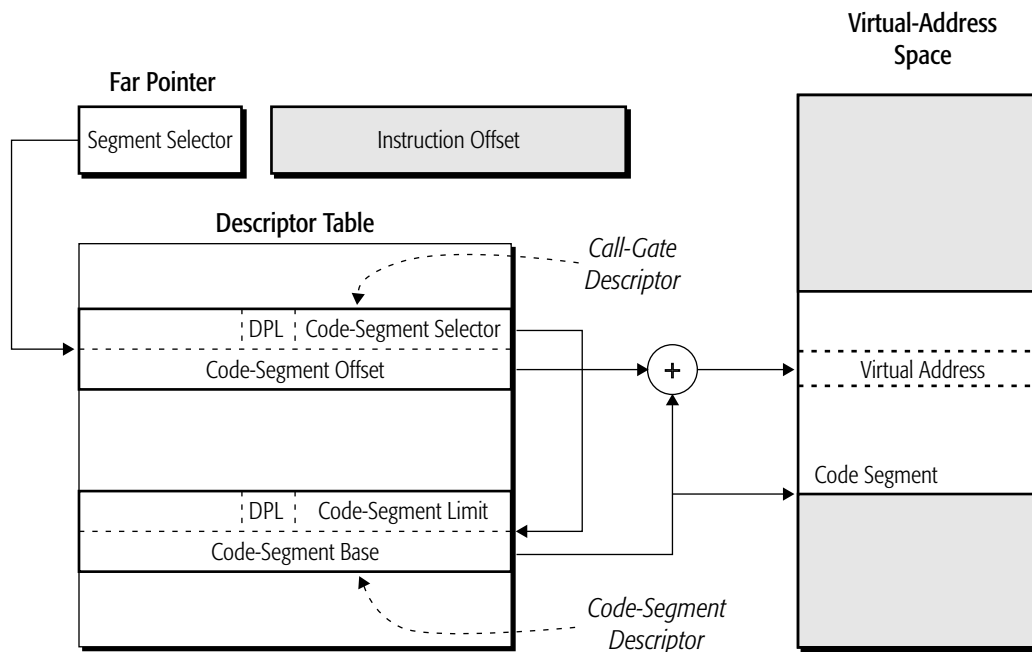 Virtual-Address
Space
Far Pointer
Segment Selector
Instruction Offset
Descriptor Table
Call-Gate
Descriptor
DPL
Code-Segment Selector
Code-Segment Offset
+
Virtual Address
Code Segment
DPL
Code-Segment Limit
Code-Segment Base
Code-Segment
Descriptor